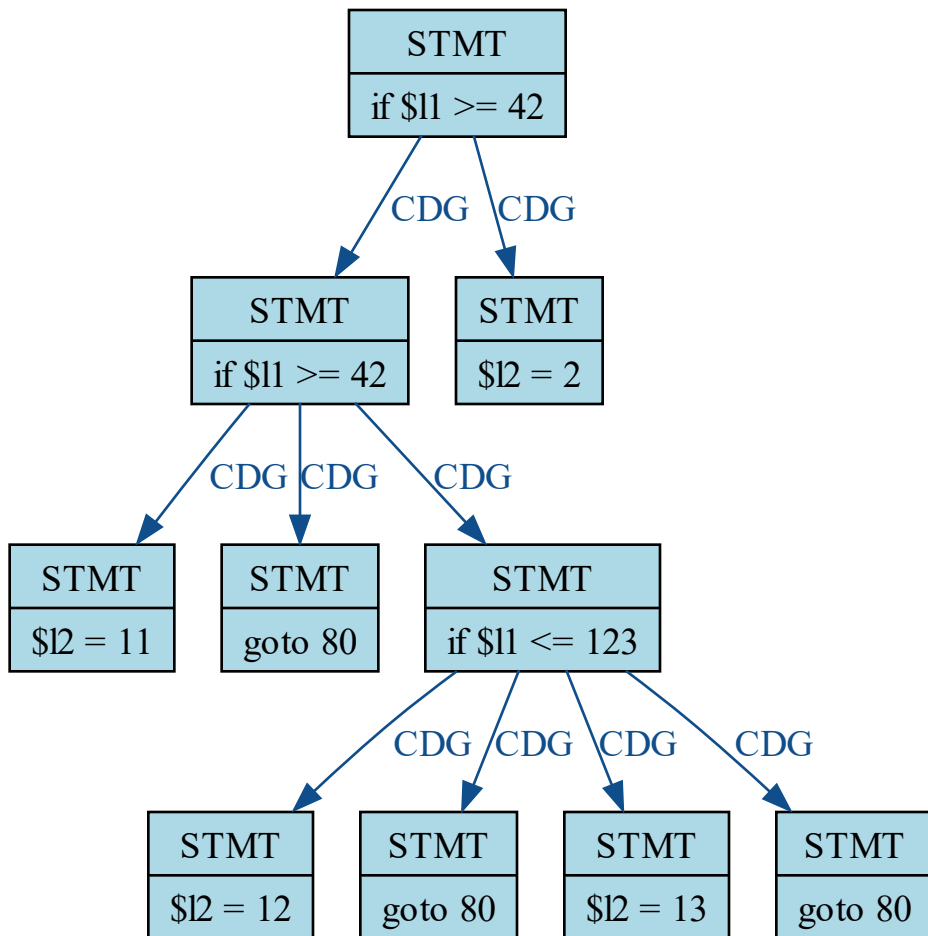 STMT
if $l1 >= 42
CDG
CDG
STMT
if $l1 >= 42
STMT
$l2 = 2
CDG
CDG
CDG
STMT
$l2 = 11
STMT
goto 80
STMT
if $l1 <= 123
CDG
CDG
CDG
CDG
STMT
$l2 = 12
STMT
goto 80
STMT
$l2 = 13
STMT
goto 80